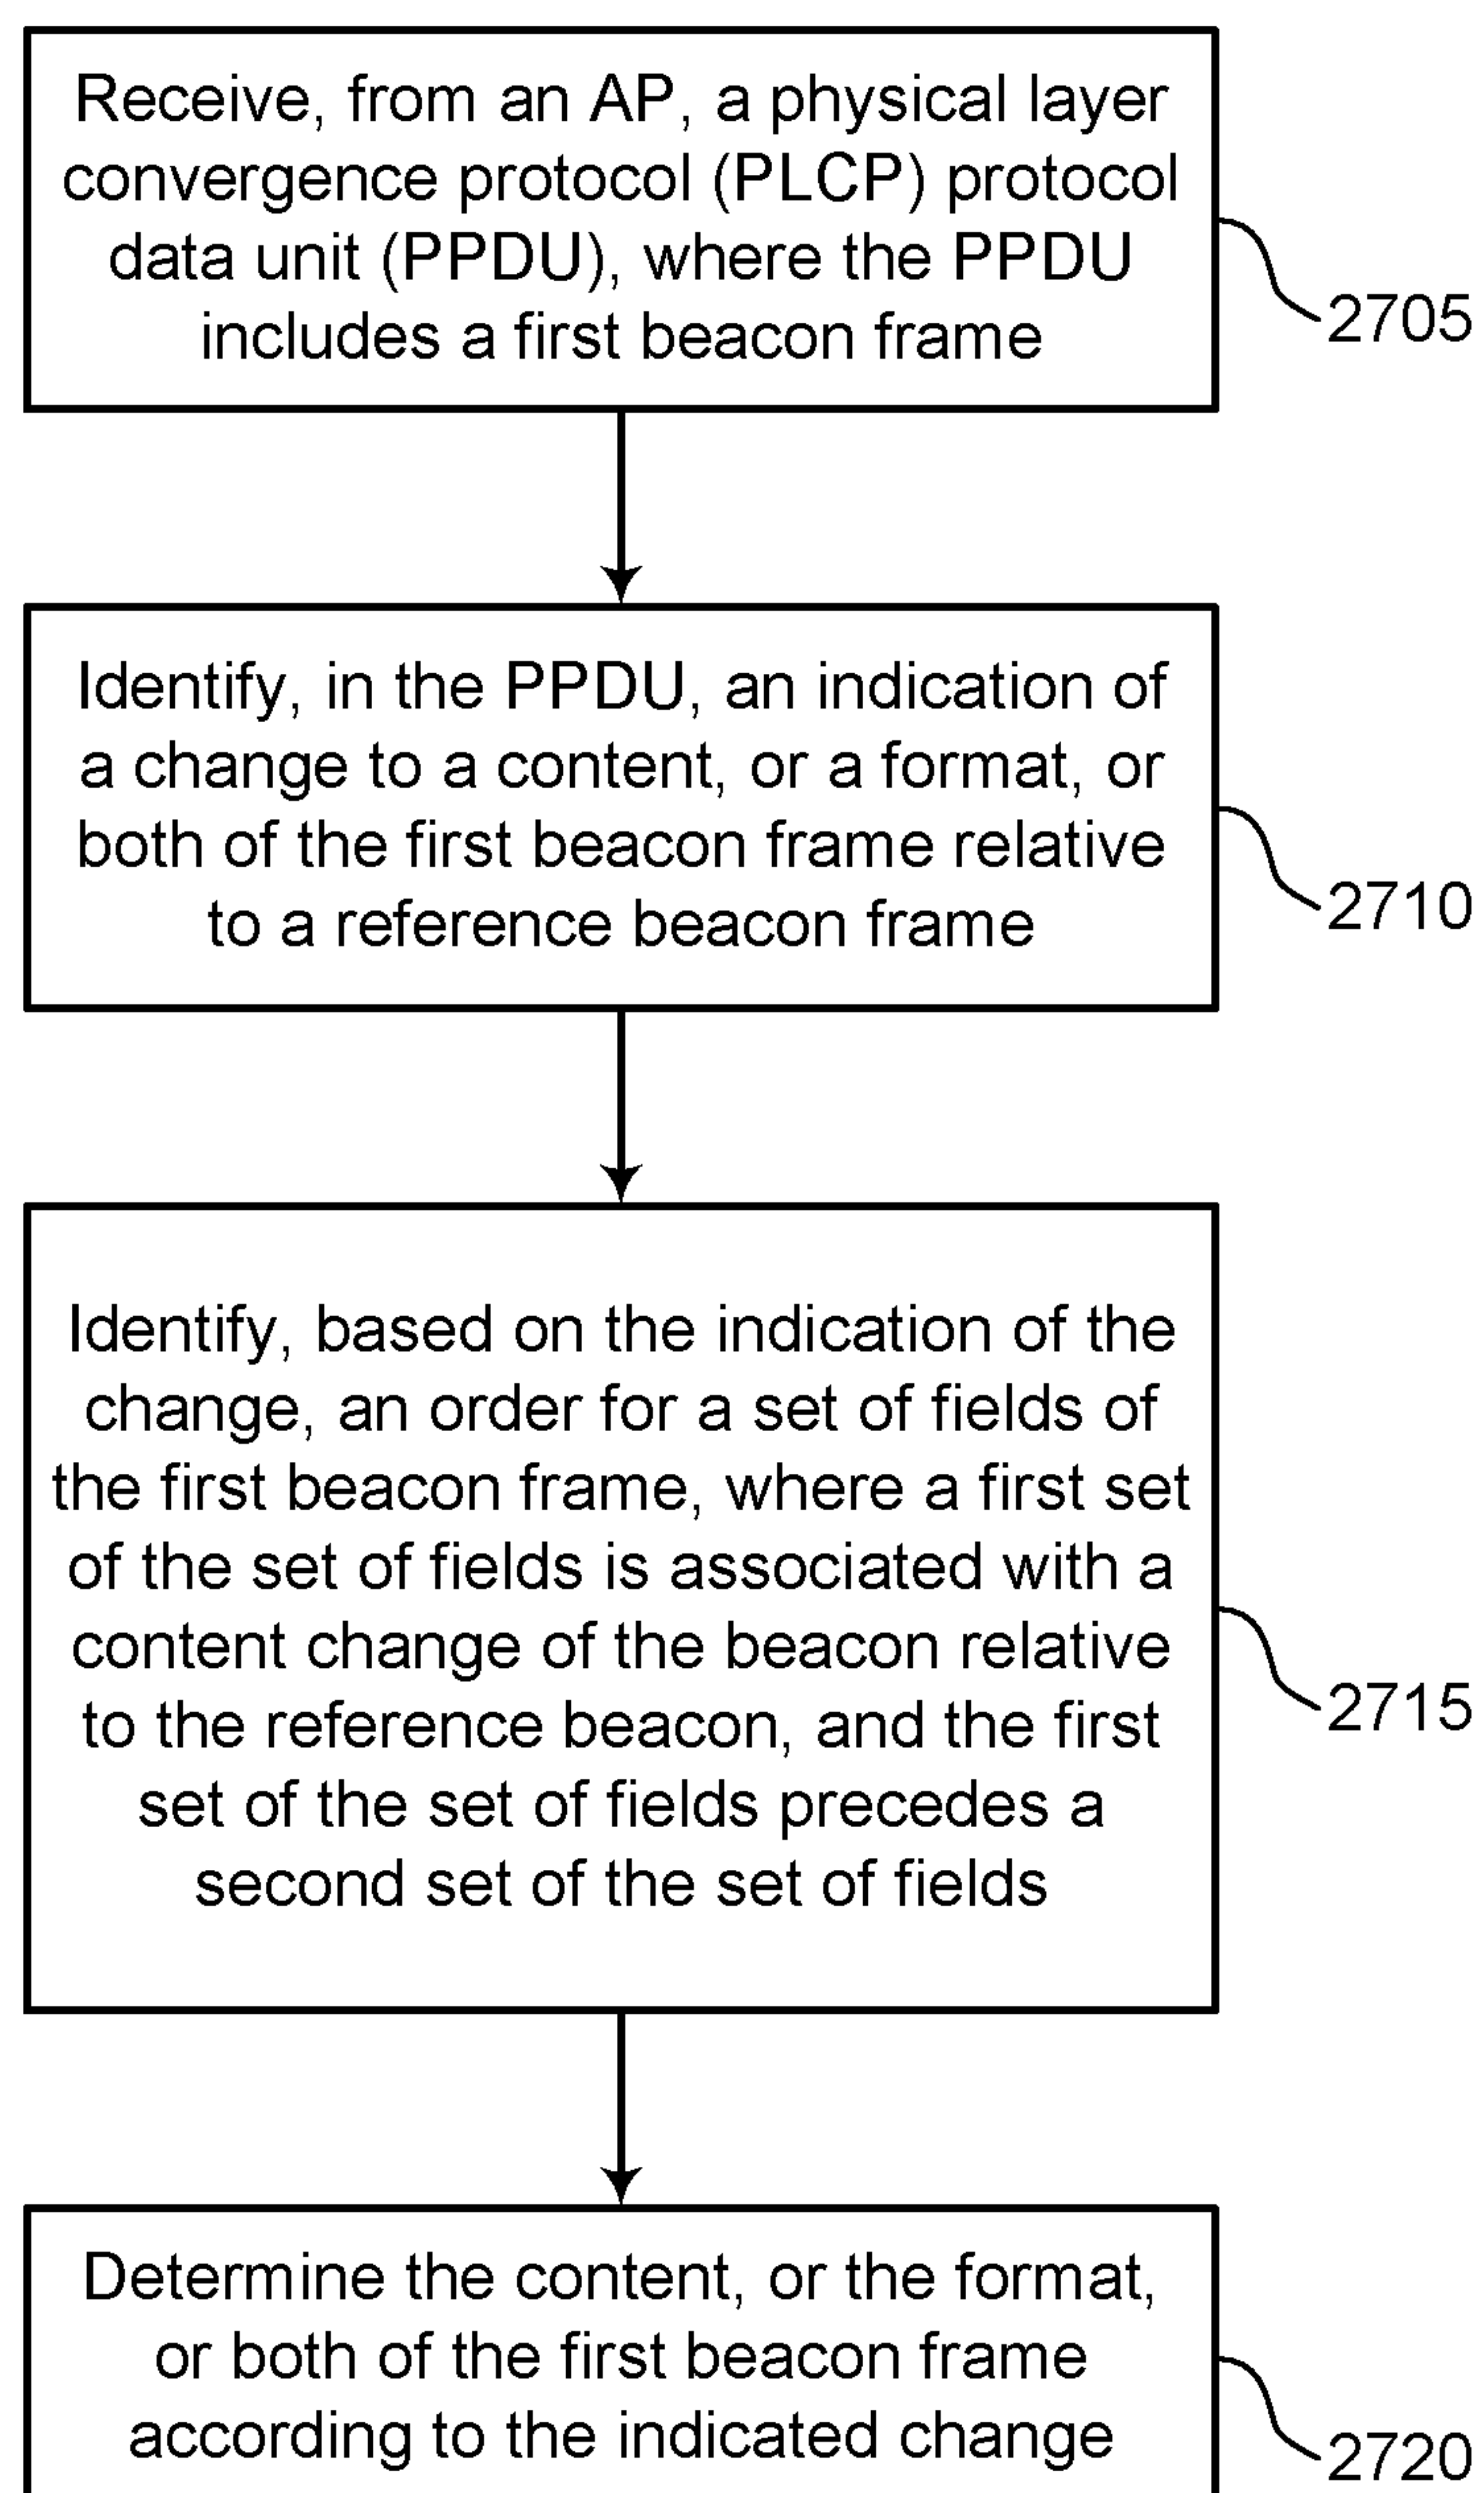 Receive, from an AP, a physical layer
convergence protocol (PLCP) protocol
data unit (PPDU), where the PPDU
includes a first beacon frame
2705
Identify, in the PPDU, an indication of
a change to a content, or a format, or
both of the first beacon frame relative
to a reference beacon frame
2710
Identify, based on the indication of the
change, an order for a set of fields of
the first beacon frame, where a first set
of the set of fields is associated with a
content change of the beacon relative
to the reference beacon, and the first
set of the set of fields precedes a
second set of the set of fields
2715
Determine the content, or the format,
or both of the first beacon frame
according to the indicated change
2720